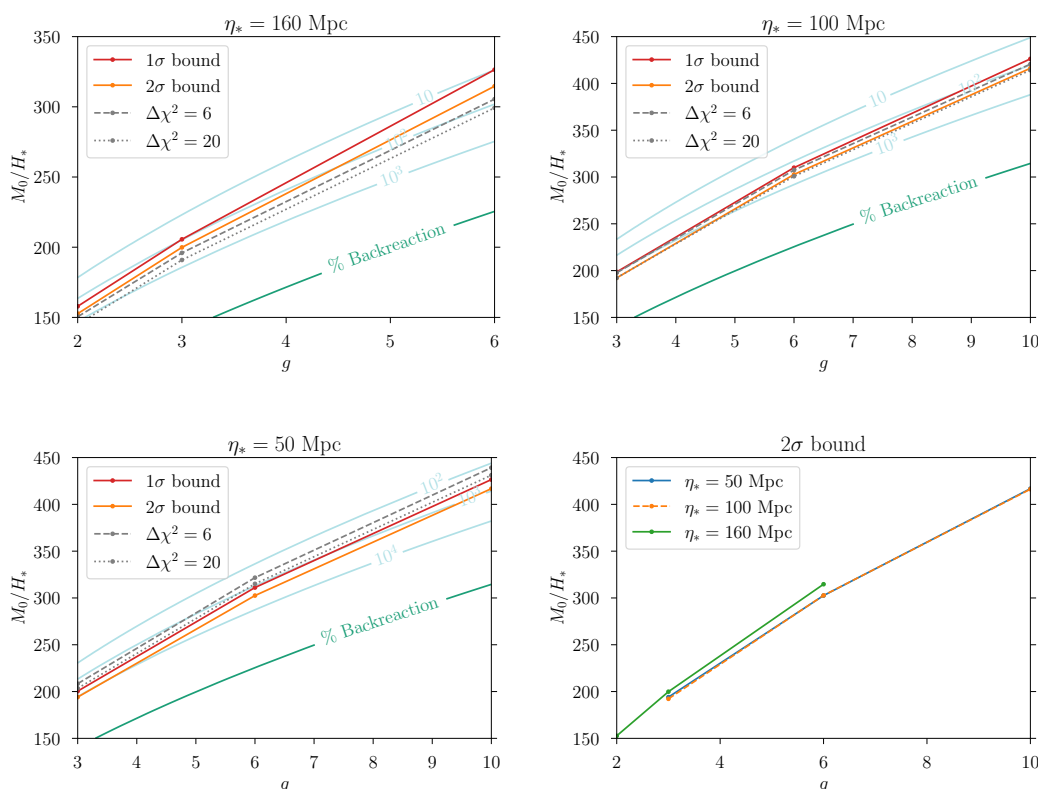 η* = 160 Mpc
350
300
250
200
150
M₀/H*
2
3
4
5
6
g
1σ bound
2σ bound
Δχ² = 6
Δχ² = 20
10
10³
% Backreaction
η* = 100 Mpc
450
400
350
300
250
200
150
M₀/H*
3
4
5
6
7
8
9
10
g
1σ bound
2σ bound
Δχ² = 6
Δχ² = 20
10
% Backreaction
η* = 50 Mpc
450
400
350
300
250
200
150
M₀/H*
3
4
5
6
7
8
9
10
g
1σ bound
2σ bound
Δχ² = 6
Δχ² = 20
10²
10⁴
% Backreaction
2σ bound
450
400
350
300
250
200
150
M₀/H*
2
4
6
8
10
g
η* = 50 Mpc
η* = 100 Mpc
η* = 160 Mpc